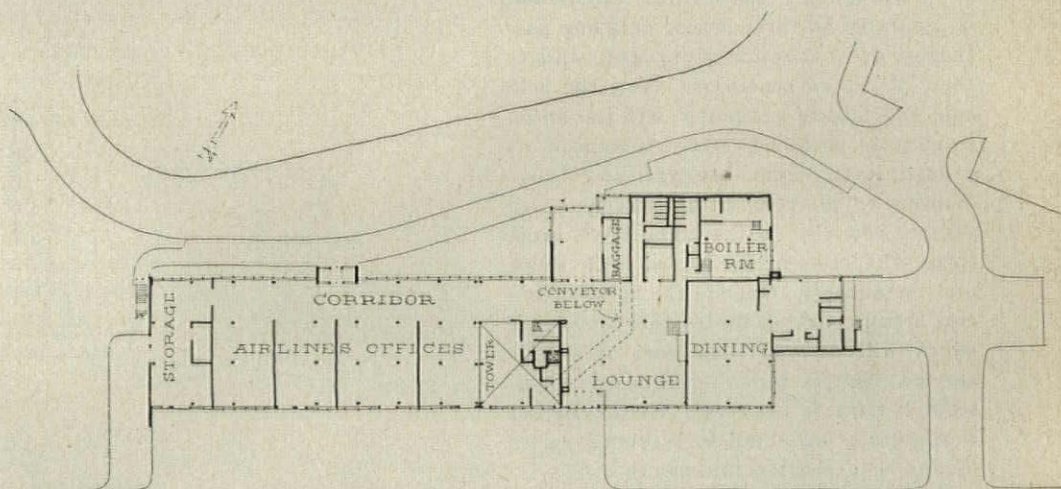 BAGGAGE
BOILER
RM
CONVEYOR
BELOW
CORRIDOR
STORAGE
AIRLINES OFFICES
TOWER
LOUNGE
DINING